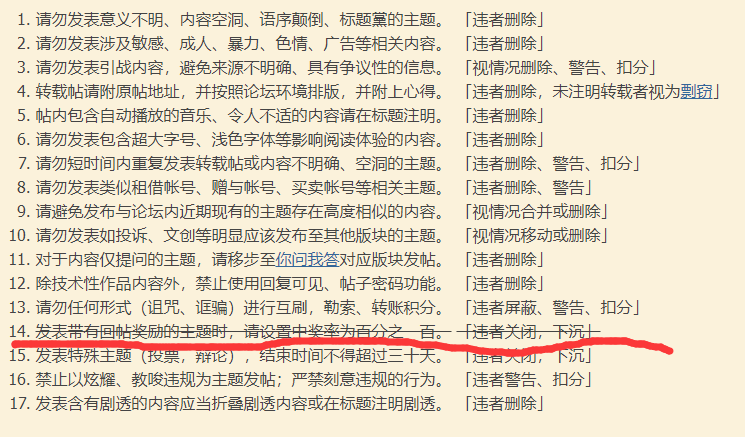 1. 请勿发表意义不明、内容空洞、语序颠倒、标题黨的主题。「违者删除」
2. 请勿发表涉及敏感、成人、暴力、色情、广告等相关内容。「违者删除」
3. 请勿发表引战内容，避免来源不明确、具有争议性的信息。「视情况删除、警告、扣分」
4. 转载帖请附原帖地址，并按照论坛环境排版，并附上心得。「违者删除，未注明转载者视为剽窃」
5. 帖内包含自动播放的音乐、令人不适的内容请在标题注明。「违者删除」
6. 请勿发表包含超大字号、浅色字体等影响阅读体验的内容。「违者删除」
7. 请勿短时间内重复发表转载帖或内容不明确、空洞的主题。「违者删除、警告、扣分」
8. 请勿发表类似租借帐号、赠与帐号、买卖帐号等相关主题。「违者删除、警告」
9. 请避免发布与论坛内近期现有的主题存在高度相似的内容。「视情况合并或删除」
10. 请勿发表如投诉、文创等明显应该发布至其他版块的主题。「视情况移动或删除」
11. 对于内容仅提问的主题，请移步至你问我答对应版块发帖。「违者删除」
12. 除技术性作品内容外，禁止使用回复可见、帖子密码功能。「违者删除」
13. 请勿任何形式（诅咒、诓骗）进行互刷，勒索、转账积分。「违者屏蔽、警告、扣分」
14. 发表带有回帖奖励的主题时，请设置中奖率为百分之一百。「违者关闭，下沉」
15. 发表特殊主题（投票，辩论），结束时间不得超过三十天。「违者关闭，下沉」
16. 禁止以炫耀、教唆违规为主题发帖；严禁刻意违规的行为。「违者警告、扣分」
17. 发表含有剧透的内容应当折叠剧透内容或在标题注明剧透。「违者删除」